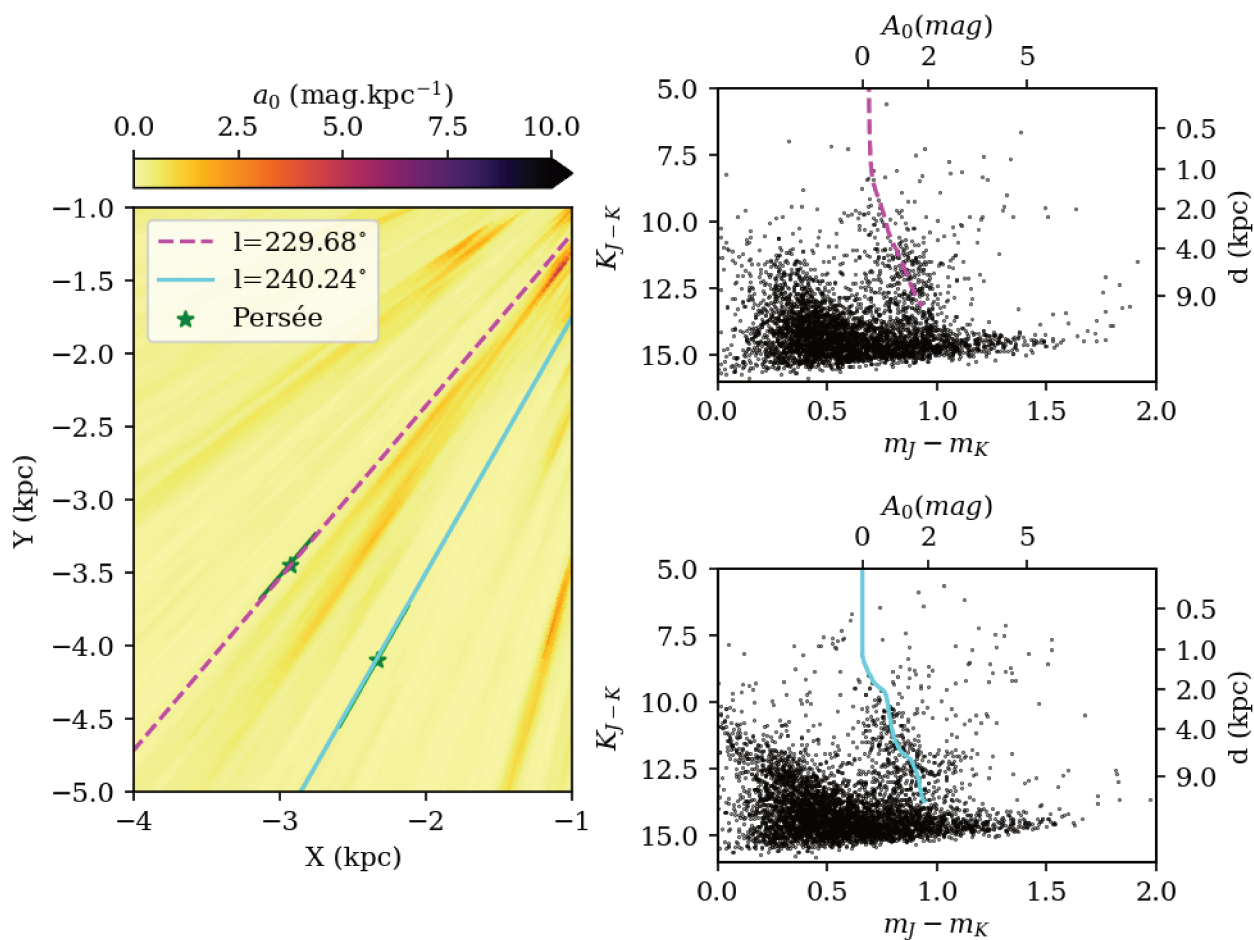 a₀ (mag.kpc⁻¹)
0.0 2.5 5.0 7.5 10.0
l=229.68°
l=240.24°
Persée
−1.0
−1.5
−2.0
−2.5
−3.0
−3.5
−4.0
−4.5
−5.0
Y (kpc)
−4 −3 −2 −1
X (kpc)
A₀(mag)
0 2 5
5.0
7.5
10.0
12.5
15.0
K_{J−K}
0.5
1.0
2.0
4.0
9.0
d (kpc)
0.0 0.5 1.0 1.5 2.0
m_J − m_K
A₀(mag)
0 2 5
5.0
7.5
10.0
12.5
15.0
K_{J−K}
0.5
1.0
2.0
4.0
9.0
d (kpc)
0.0 0.5 1.0 1.5 2.0
m_J − m_K